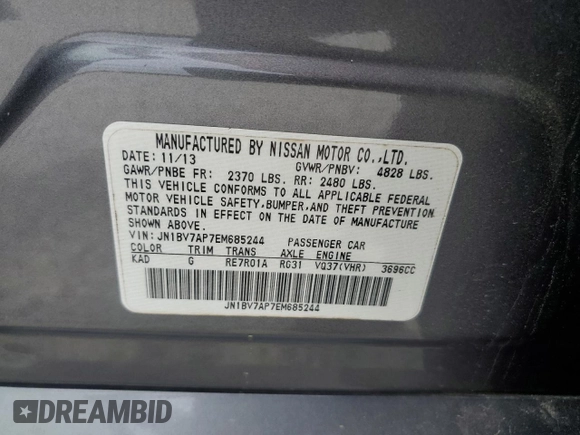 MANUFACTURED BY NISSAN MOTOR CO.,LTD.
DATE: 11/13 GVWR/PNBV: 4828 LBS.
GAWR/PNBE FR: 2370 LBS. RR: 2480 LBS.
THIS VEHICLE CONFORMS TO ALL APPLICABLE FEDERAL
MOTOR VEHICLE SAFETY,BUMPER,AND THEFT PREVENTION
STANDARDS IN EFFECT ON THE DATE OF MANUFACTURE
SHOWN ABOVE.
VIN: JN1BV7AP7EM685244 PASSENGER CAR
COLOR TRIM TRANS AXLE ENGINE
KAD G RE7R01A RG31 VQ37(VHR) 3696CC
JN1BV7AP7EM685244
DREAMBID